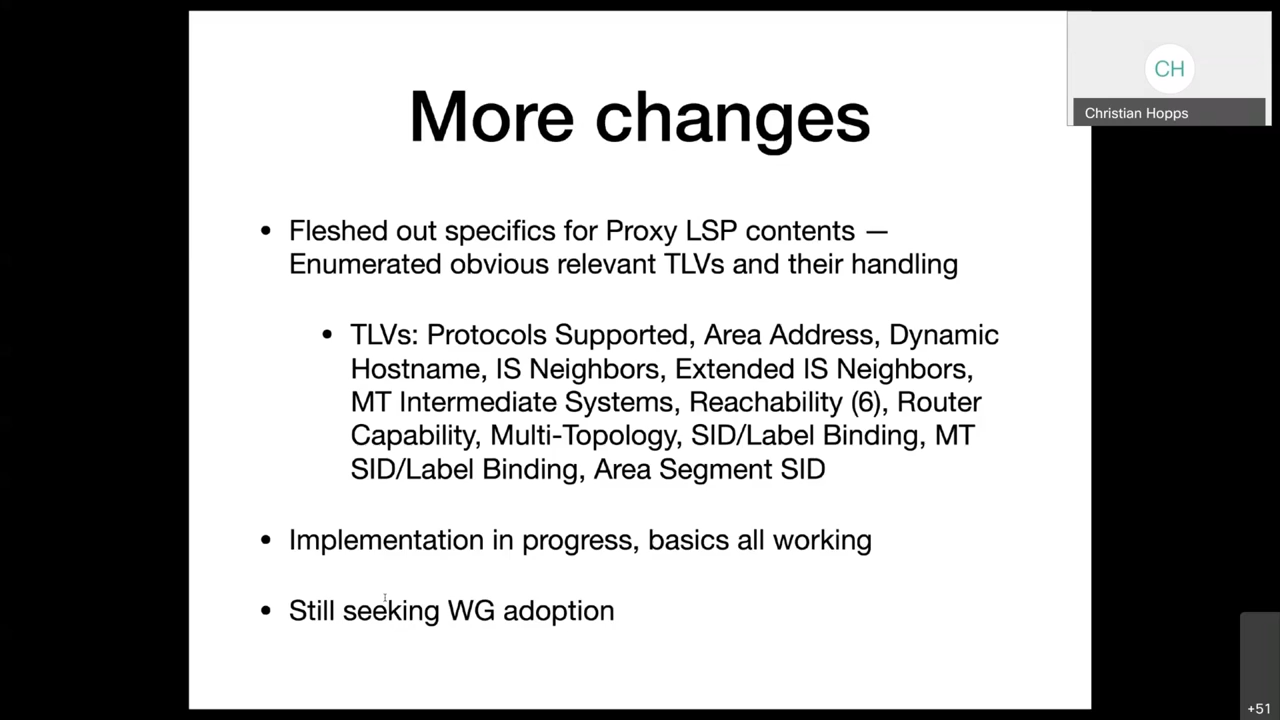 More changes
CH
Christian Hopps
• Fleshed out specifics for Proxy LSP contents —
Enumerated obvious relevant TLVs and their handling
• TLVs: Protocols Supported, Area Address, Dynamic
Hostname, IS Neighbors, Extended IS Neighbors,
MT Intermediate Systems, Reachability (6), Router
Capability, Multi-Topology, SID/Label Binding, MT
SID/Label Binding, Area Segment SID
• Implementation in progress, basics all working
• Still seeking WG adoption
+51